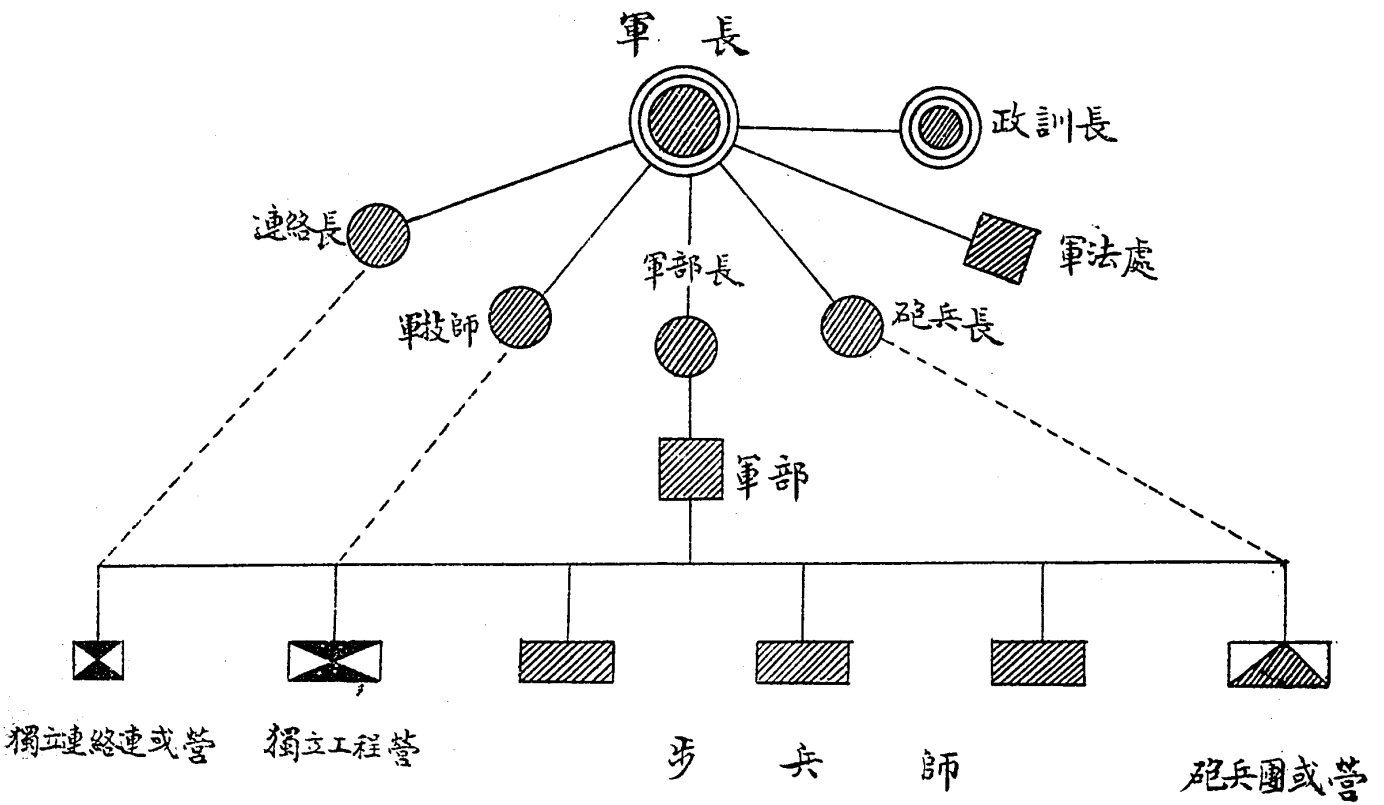 軍長
政訓長
連絡長
軍法處
軍部長
軍技師
砲兵長
軍部
獨立連絡連或營
獨立工程營
步兵師
砲兵團或營